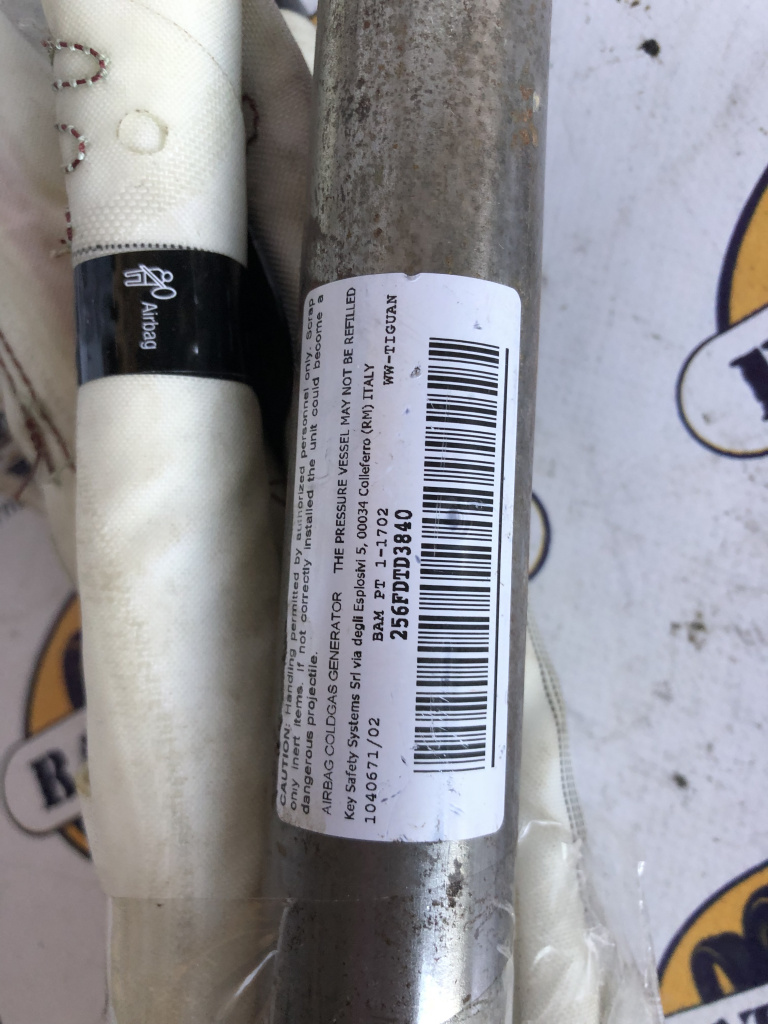 Airbag
CAUTION: Handling permitted by authorized personnel only. Scrap
only inert items. If not correctly installed the unit could become a
dangerous projectile.
AIRBAG COLDGAS GENERATOR THE PRESSURE VESSEL MAY NOT BE REFILLED
Key Safety Systems Srl via degli Esplosivi 5, 00034 Colleferro (RM) ITALY
1040671/02 BAM PT 1-1702 WW-TIGUAN
256FDTD3840